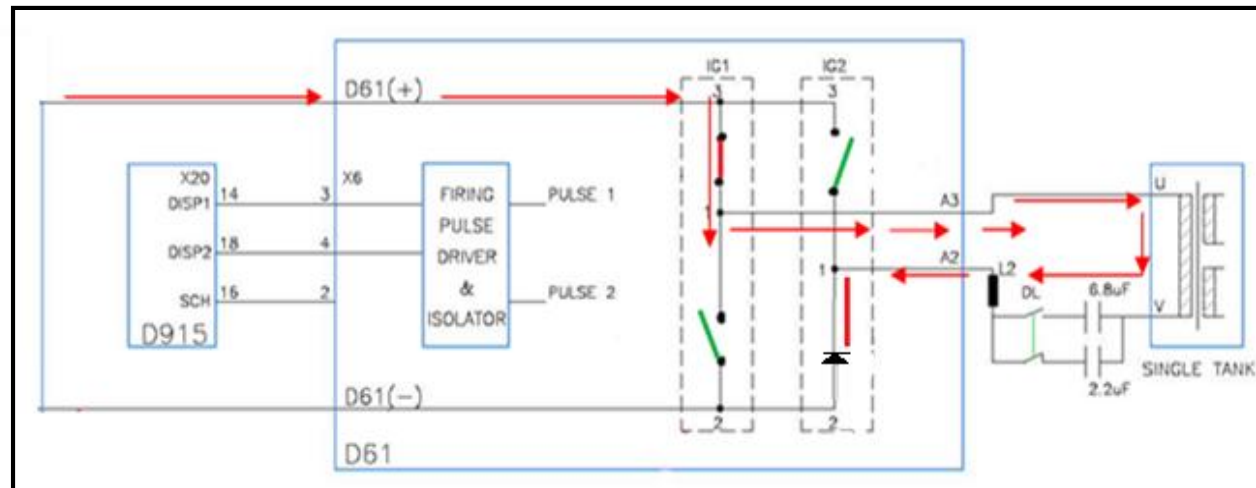 IG1
IG2
3
3
D61(+)
X20
14
3
X6
DISP1
DISP2
18
4
SCH
16
2
D915
FIRING
PULSE
DRIVER
&
ISOLATOR
PULSE 1
PULSE 2
1
1
A3
A2
L2
DL
6.8uF
2.2uF
U
V
SINGLE TANK
D61(-)
2
2
D61